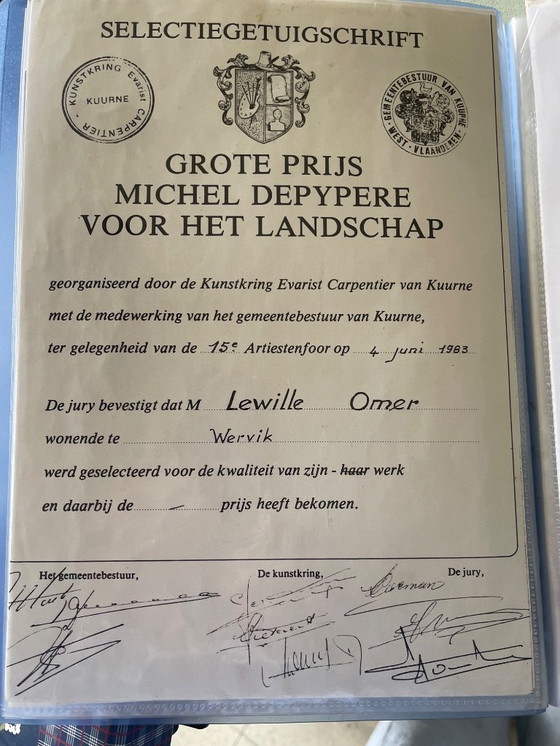 SELECTIEGETUIGSCHRIFT
KUNSTKRING Evarist CARPENTIER
KUURNE
GEMEENTEBESTUUR VAN KUURNE
WEST-VLAANDEREN
GROTE PRIJS
MICHEL DEPYPERE
VOOR HET LANDSCHAP
georganiseerd door de Kunstkring Evarist Carpentier van Kuurne
met de medewerking van het gemeentebestuur van Kuurne,
ter gelegenheid van de 15e Artiestenfoor op 4 juni 1983
De jury bevestigt dat M Lewille Omer
wonende te Wervik
werd geselecteerd voor de kwaliteit van zijn - haar werk
en daarbij de - prijs heeft bekomen.
Het gemeentebestuur, De kunstkring, De jury,